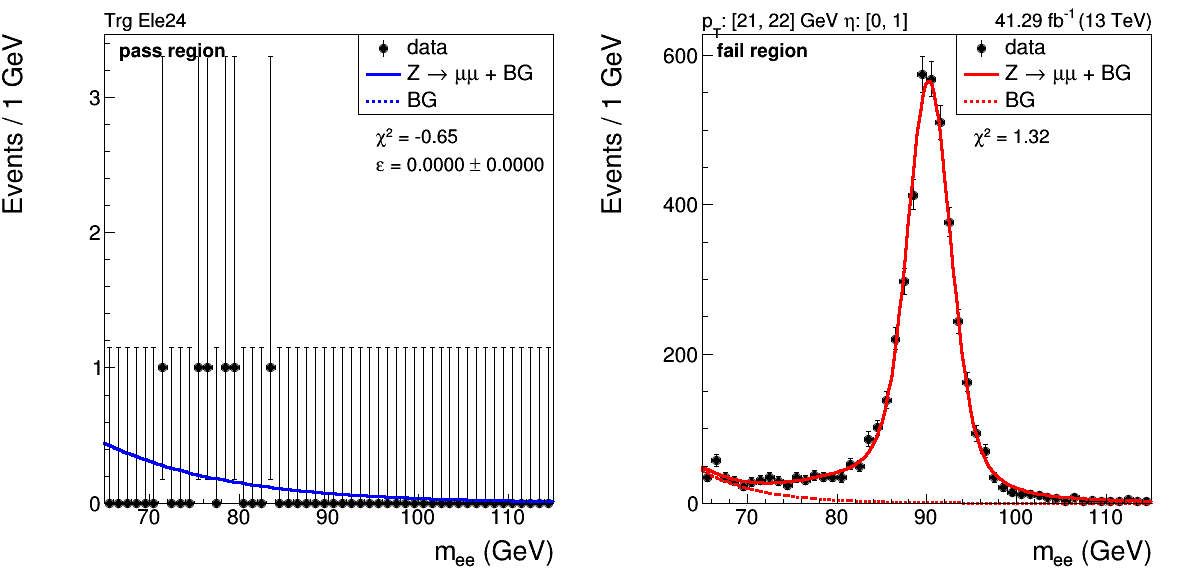 Trg Ele24
pass region
data
Z → μμ + BG
BG
χ² = -0.65
ε = 0.0000 ± 0.0000
Events / 1 GeV
3
2
1
0
70
80
90
100
110
m_ee (GeV)
p_T: [21, 22] GeV η: [0, 1]
41.29 fb⁻¹ (13 TeV)
fail region
data
Z → μμ + BG
BG
χ² = 1.32
Events / 1 GeV
600
400
200
0
70
80
90
100
110
m_ee (GeV)